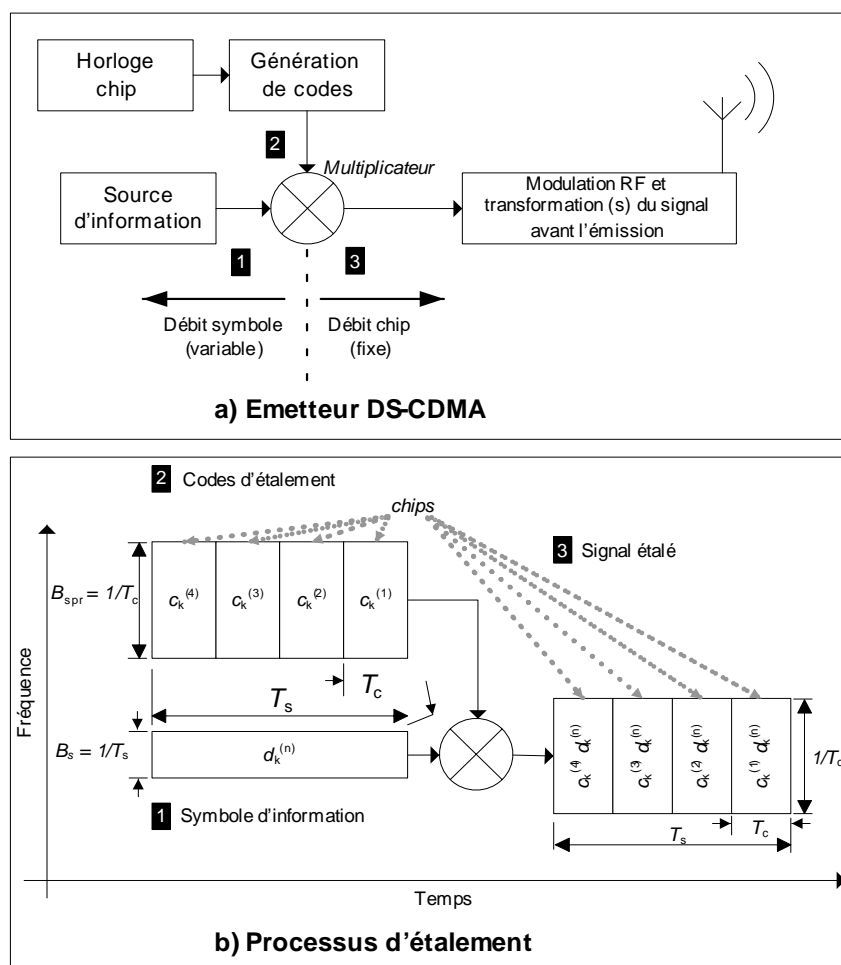 Horloge
chip
Génération
de codes
2
Multiplicateur
Source
d'information
Modulation RF et
transformation (s) du signal
avant l'émission
1
3
Débit symbole
(variable)
Débit chip
(fixe)
a) Emetteur DS-CDMA
2 Codes d'étalement
chips
3 Signal étalé
B_spr = 1/T_c
c_k^(4)
c_k^(3)
c_k^(2)
c_k^(1)
Fréquence
T_s
T_c
B_s = 1/T_s
d_k^(n)
c_k^(4) d_k^(n)
c_k^(3) d_k^(n)
c_k^(2) d_k^(n)
c_k^(1) d_k^(n)
1/T_c
1 Symbole d'information
T_s
T_c
Temps
b) Processus d'étalement